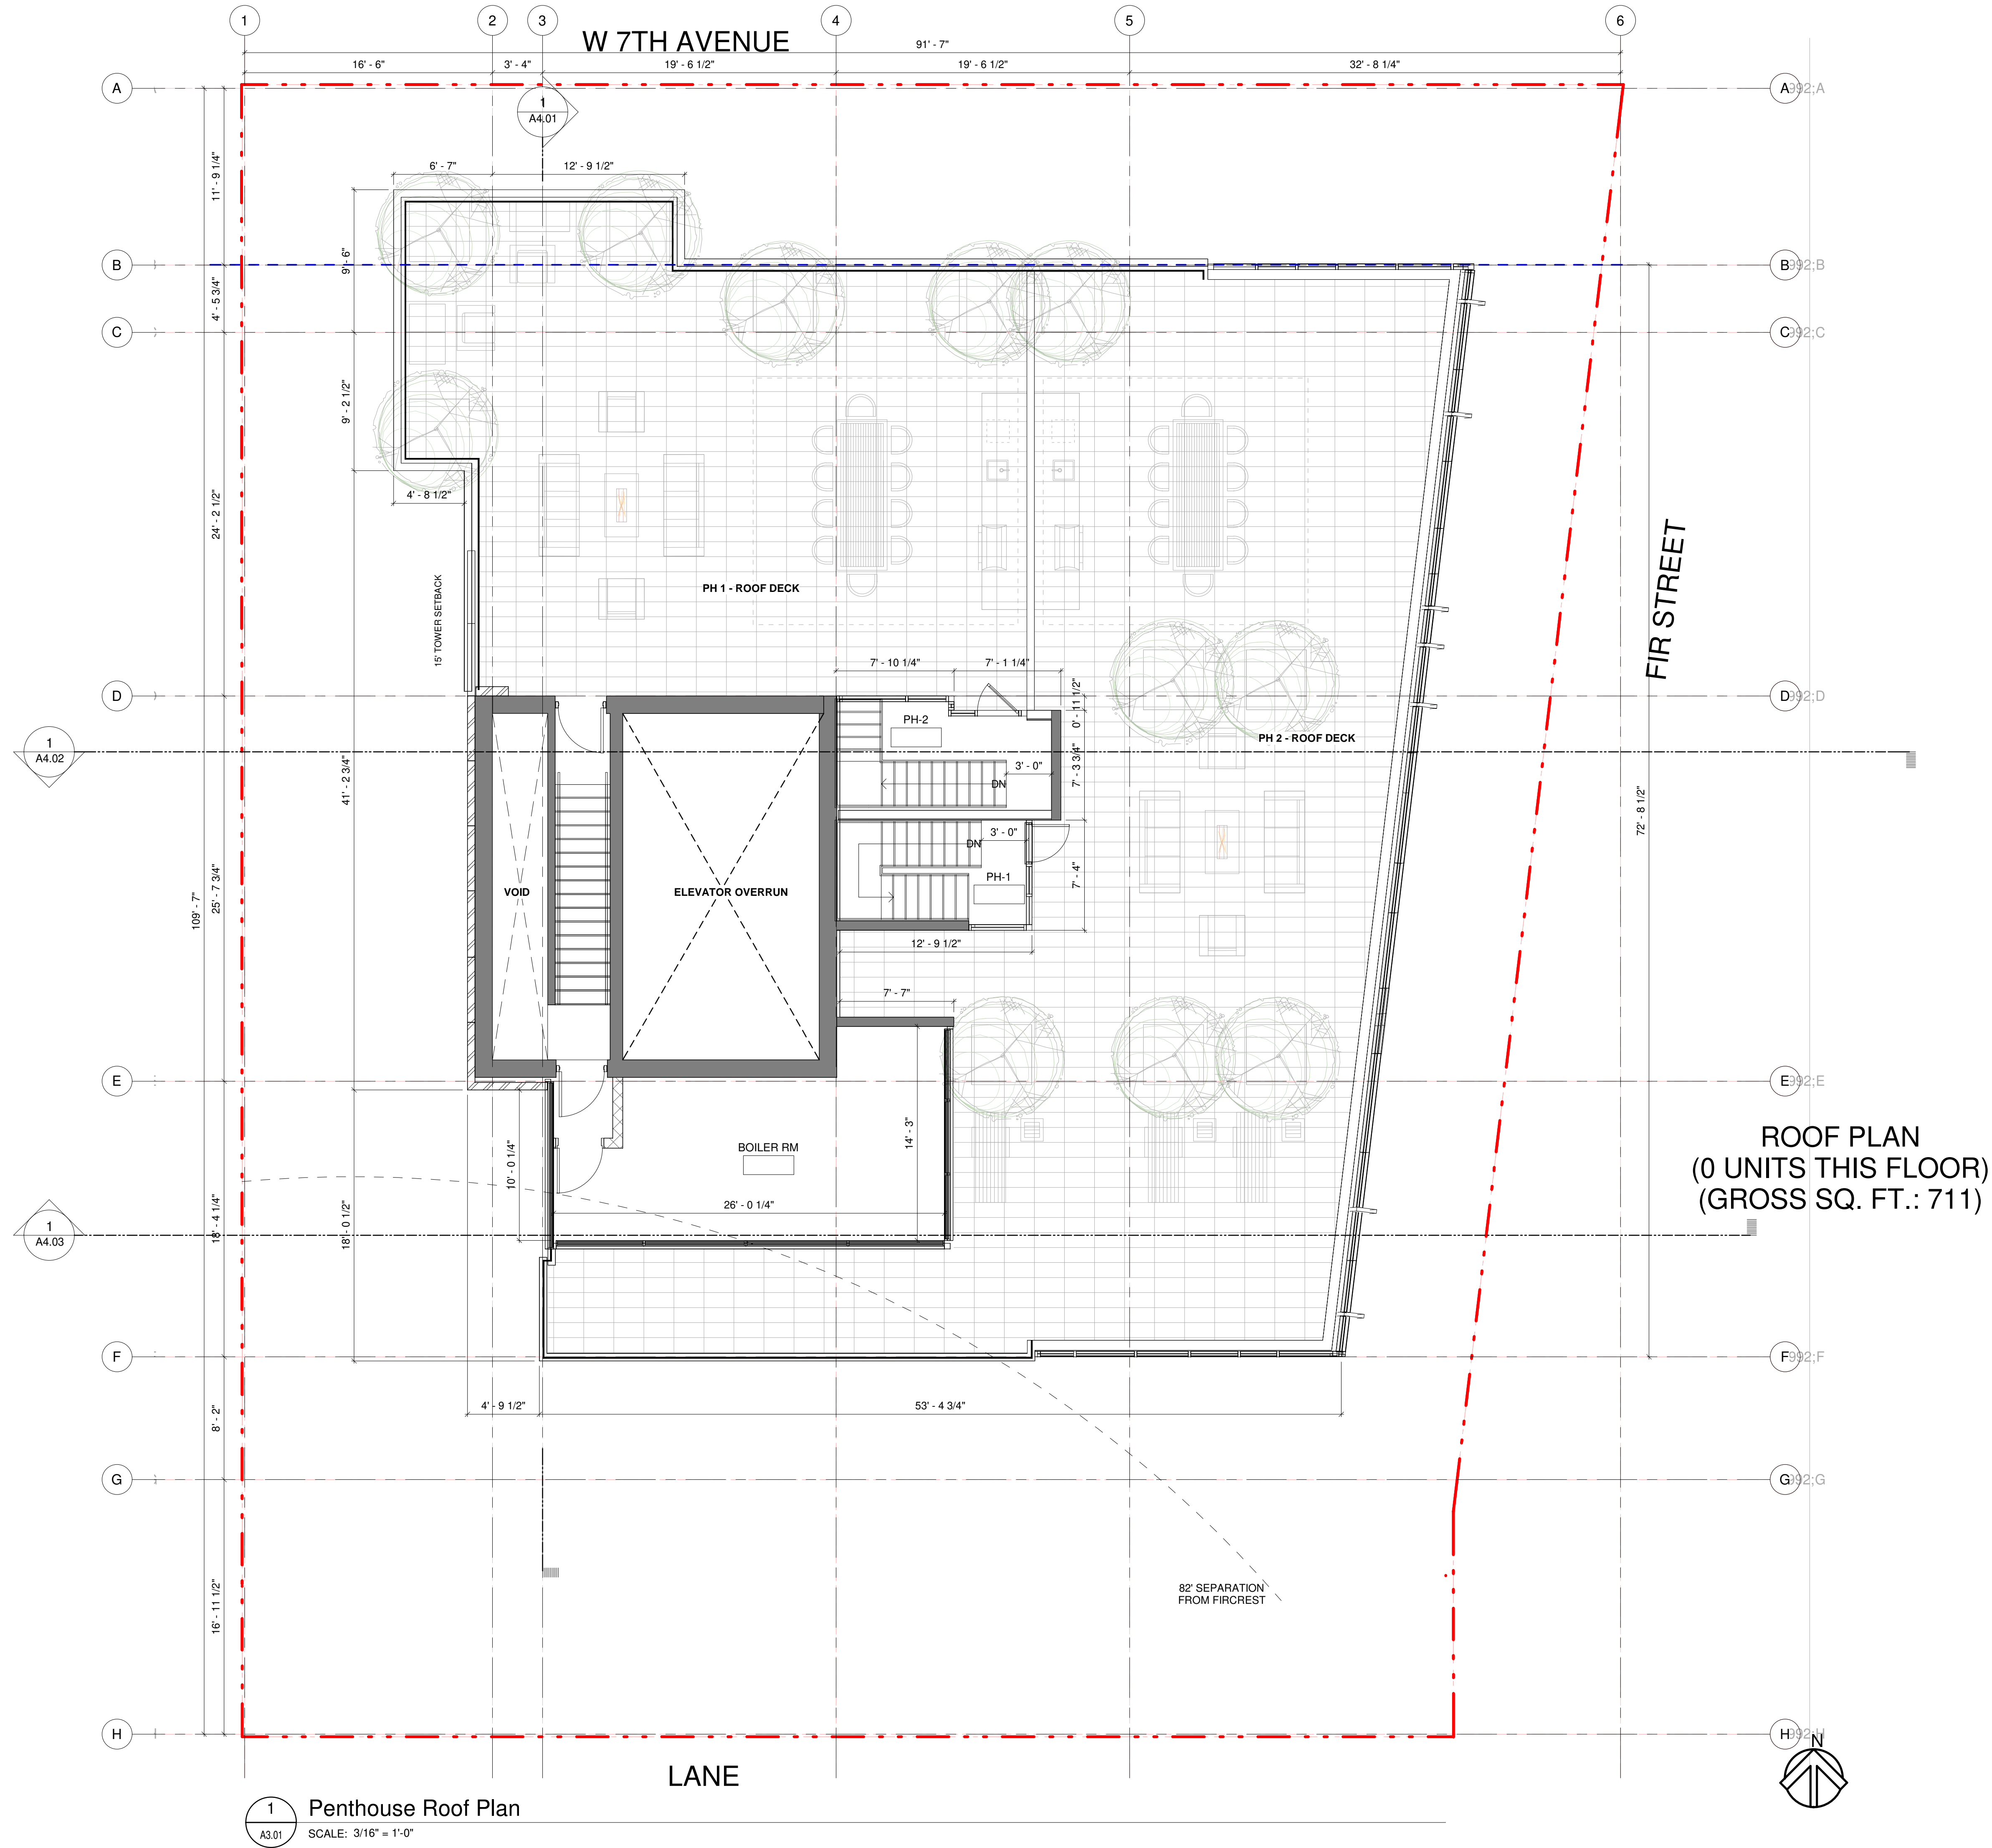 1
2
3
4
5
6
W 7TH AVENUE
91' - 7"
16' - 6"
3' - 4"
19' - 6 1/2"
19' - 6 1/2"
32' - 8 1/4"
A
A
992;A
1
A4.01
11' - 9 1/4"
6' - 7"
12' - 9 1/2"
9' - 6"
B
B
992;B
4' - 5 3/4"
C
C
992;C
9' - 2 1/2"
24' - 2 1/2"
4' - 8 1/2"
15' TOWER SETBACK
PH 1 - ROOF DECK
FIR STREET
7' - 10 1/4"
7' - 1 1/4"
0' - 11 1/2"
D
D
992;D
PH-2
PH 2 - ROOF DECK
1
A4.02
3' - 0"
DN
7' - 3 3/4"
41' - 2 3/4"
72' - 8 1/2"
3' - 0"
DN
PH-1
7' - 4"
VOID
ELEVATOR OVERRUN
109' - 7"
25' - 7 3/4"
12' - 9 1/2"
7' - 7"
E
E
992;E
14' - 3"
10' - 0 1/4"
BOILER RM
ROOF PLAN
(0 UNITS THIS FLOOR)
(GROSS SQ. FT.: 711)
26' - 0 1/4"
18' - 4 1/4"
18' - 0 1/2"
1
A4.03
F
F
992;F
4' - 9 1/2"
53' - 4 3/4"
8' - 2"
G
G
992;G
82' SEPARATION
FROM FIRCREST
16' - 11 1/2"
H
H
992;H
N
LANE
1
A3.01
Penthouse Roof Plan
SCALE: 3/16" = 1'-0"